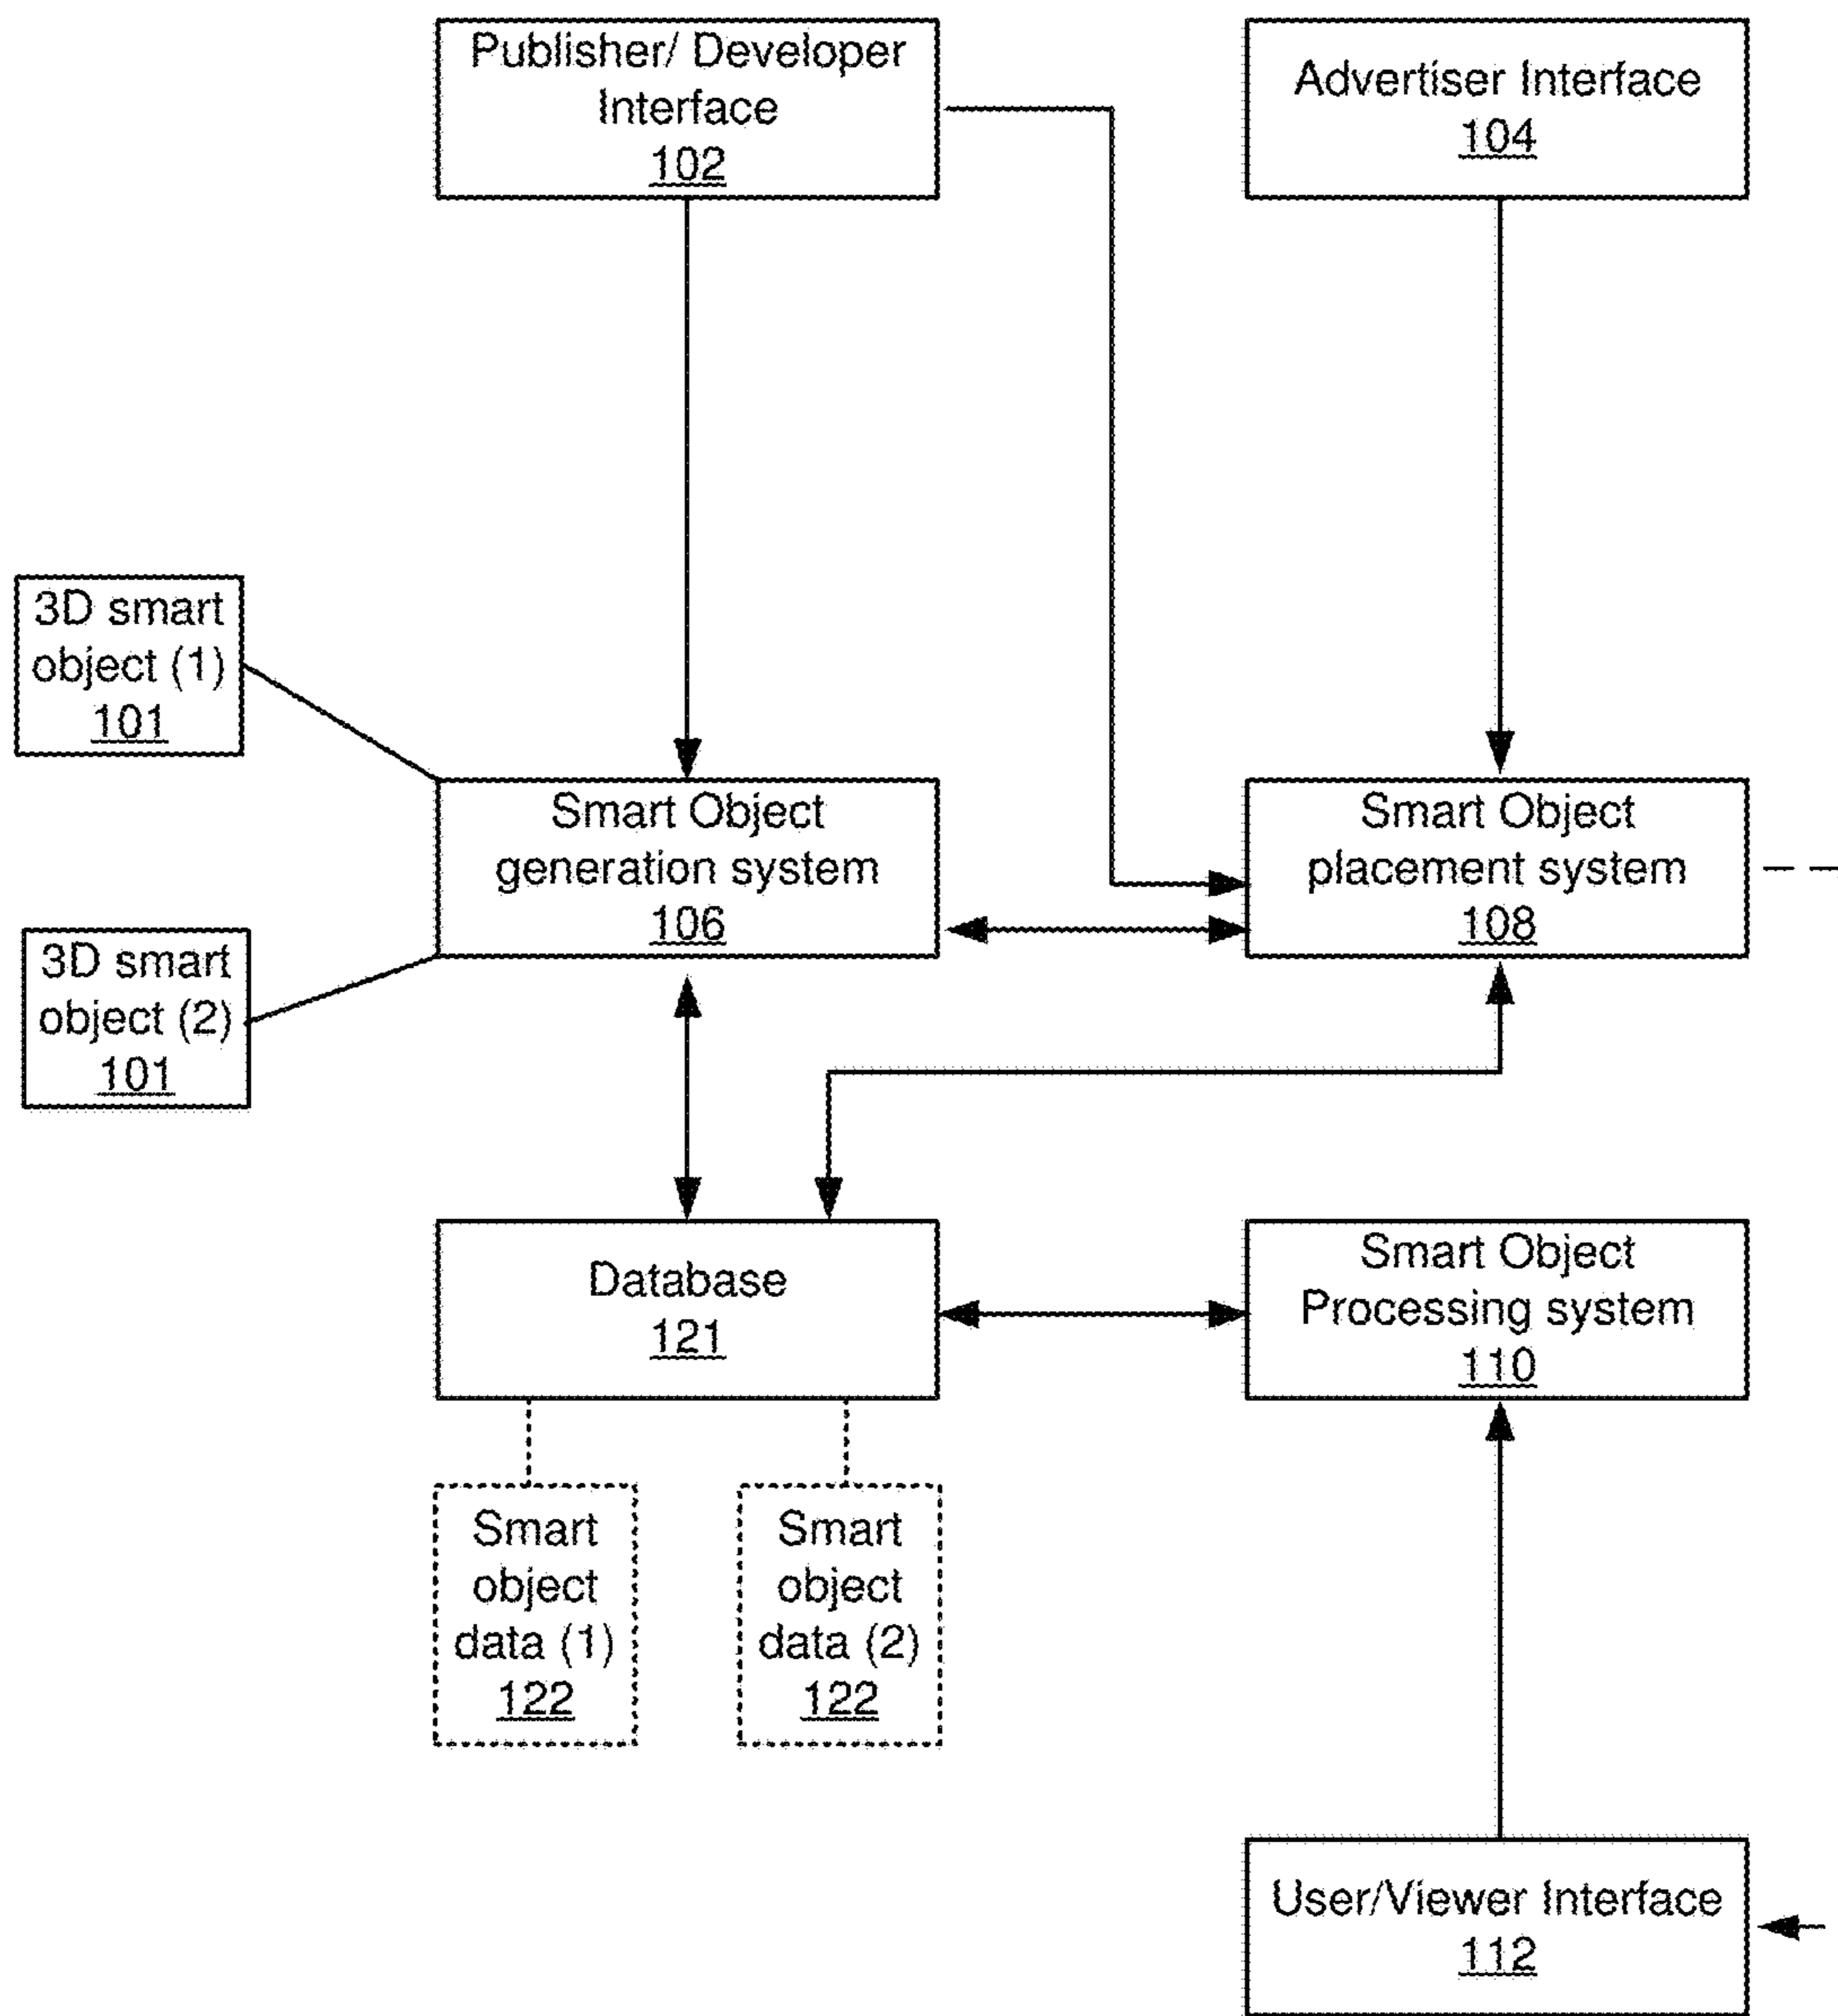 Publisher/ Developer
Interface
102
Advertiser Interface
104
3D smart
object (1)
101
Smart Object
generation system
106
Smart Object
placement system
108
3D smart
object (2)
101
Database
121
Smart Object
Processing system
110
Smart
object
data (1)
122
Smart
object
data (2)
122
User/Viewer Interface
112